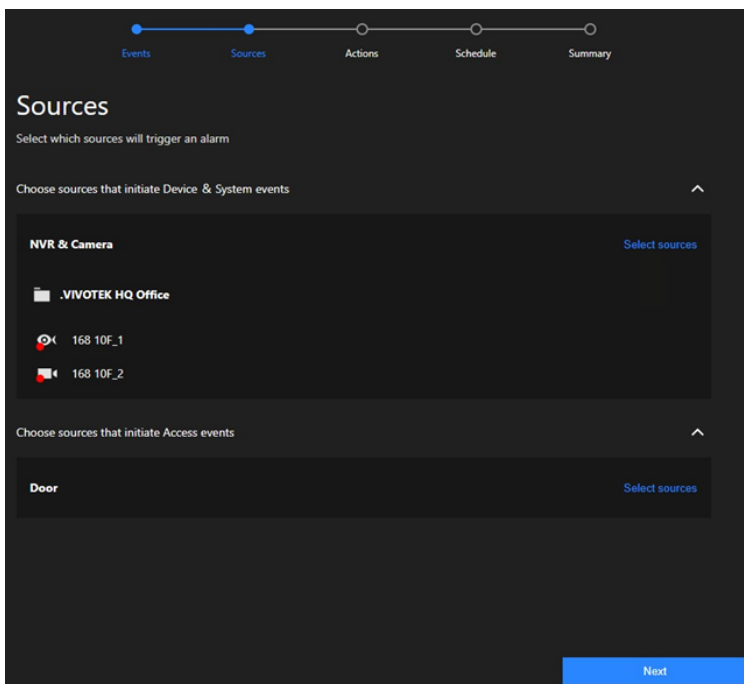 Events Sources Actions Schedule Summary
Sources
Select which sources will trigger an alarm
Choose sources that initiate Device & System events
NVR & Camera Select sources
.VIVOTEK HQ Office
168 10F_1
168 10F_2
Choose sources that initiate Access events
Door Select sources
Next